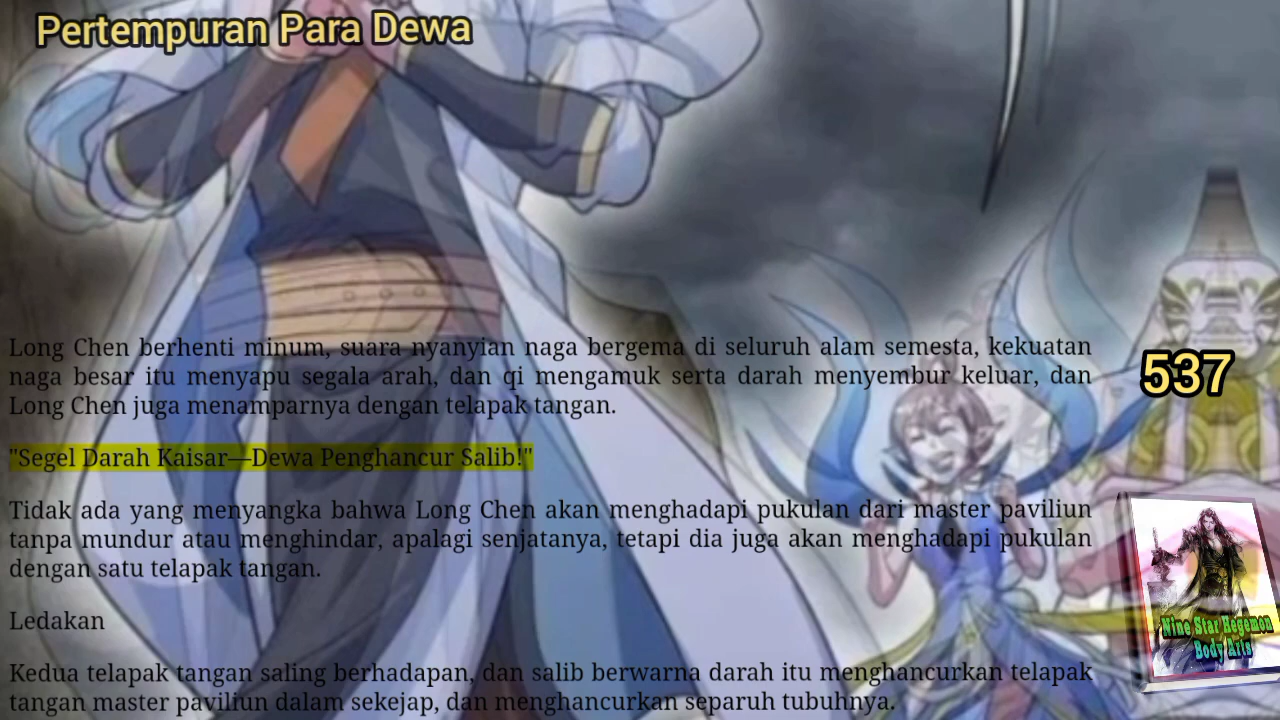 Pertempuran Para Dewa
Long Chen berhenti minum, suara nyanyian naga bergema di seluruh alam semesta, kekuatan
naga besar itu menyapu segala arah, dan qi mengamuk serta darah menyembur keluar, dan
Long Chen juga menamparnya dengan telapak tangan.
537
"Segel Darah Kaisar—Dewa Penghancur Salib!"
Tidak ada yang menyangka bahwa Long Chen akan menghadapi pukulan dari master paviliun
tanpa mundur atau menghindar, apalagi senjatanya, tetapi dia juga akan menghadapi pukulan
dengan satu telapak tangan.
Ledakan
Nine Star Hegemon
Body Arts
Kedua telapak tangan saling berhadapan, dan salib berwarna darah itu menghancurkan telapak
tangan master paviliun dalam sekejap, dan menghancurkan separuh tubuhnya.